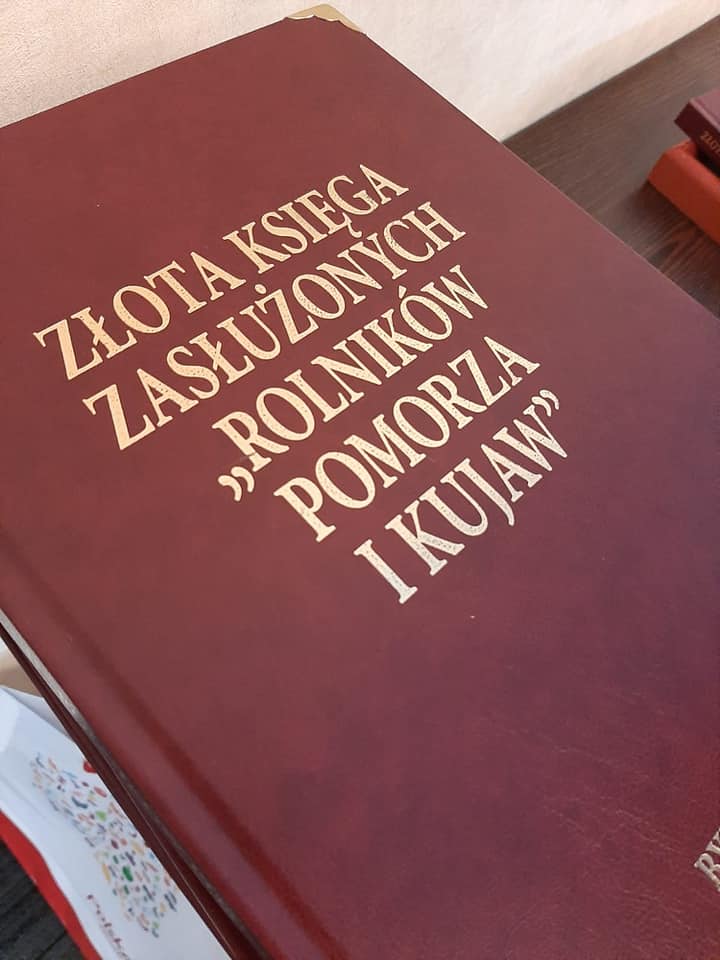 ZŁOTA KSIĘGA
ZASŁUŻONYCH
„ROLNIKÓW
POMORZA
I KUJAW”